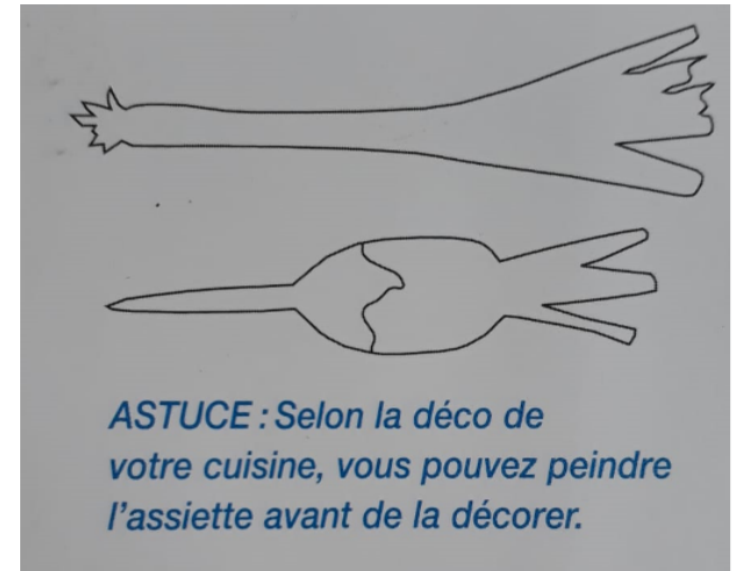 ASTUCE : Selon la déco de
votre cuisine, vous pouvez peindre
l'assiette avant de la décorer.